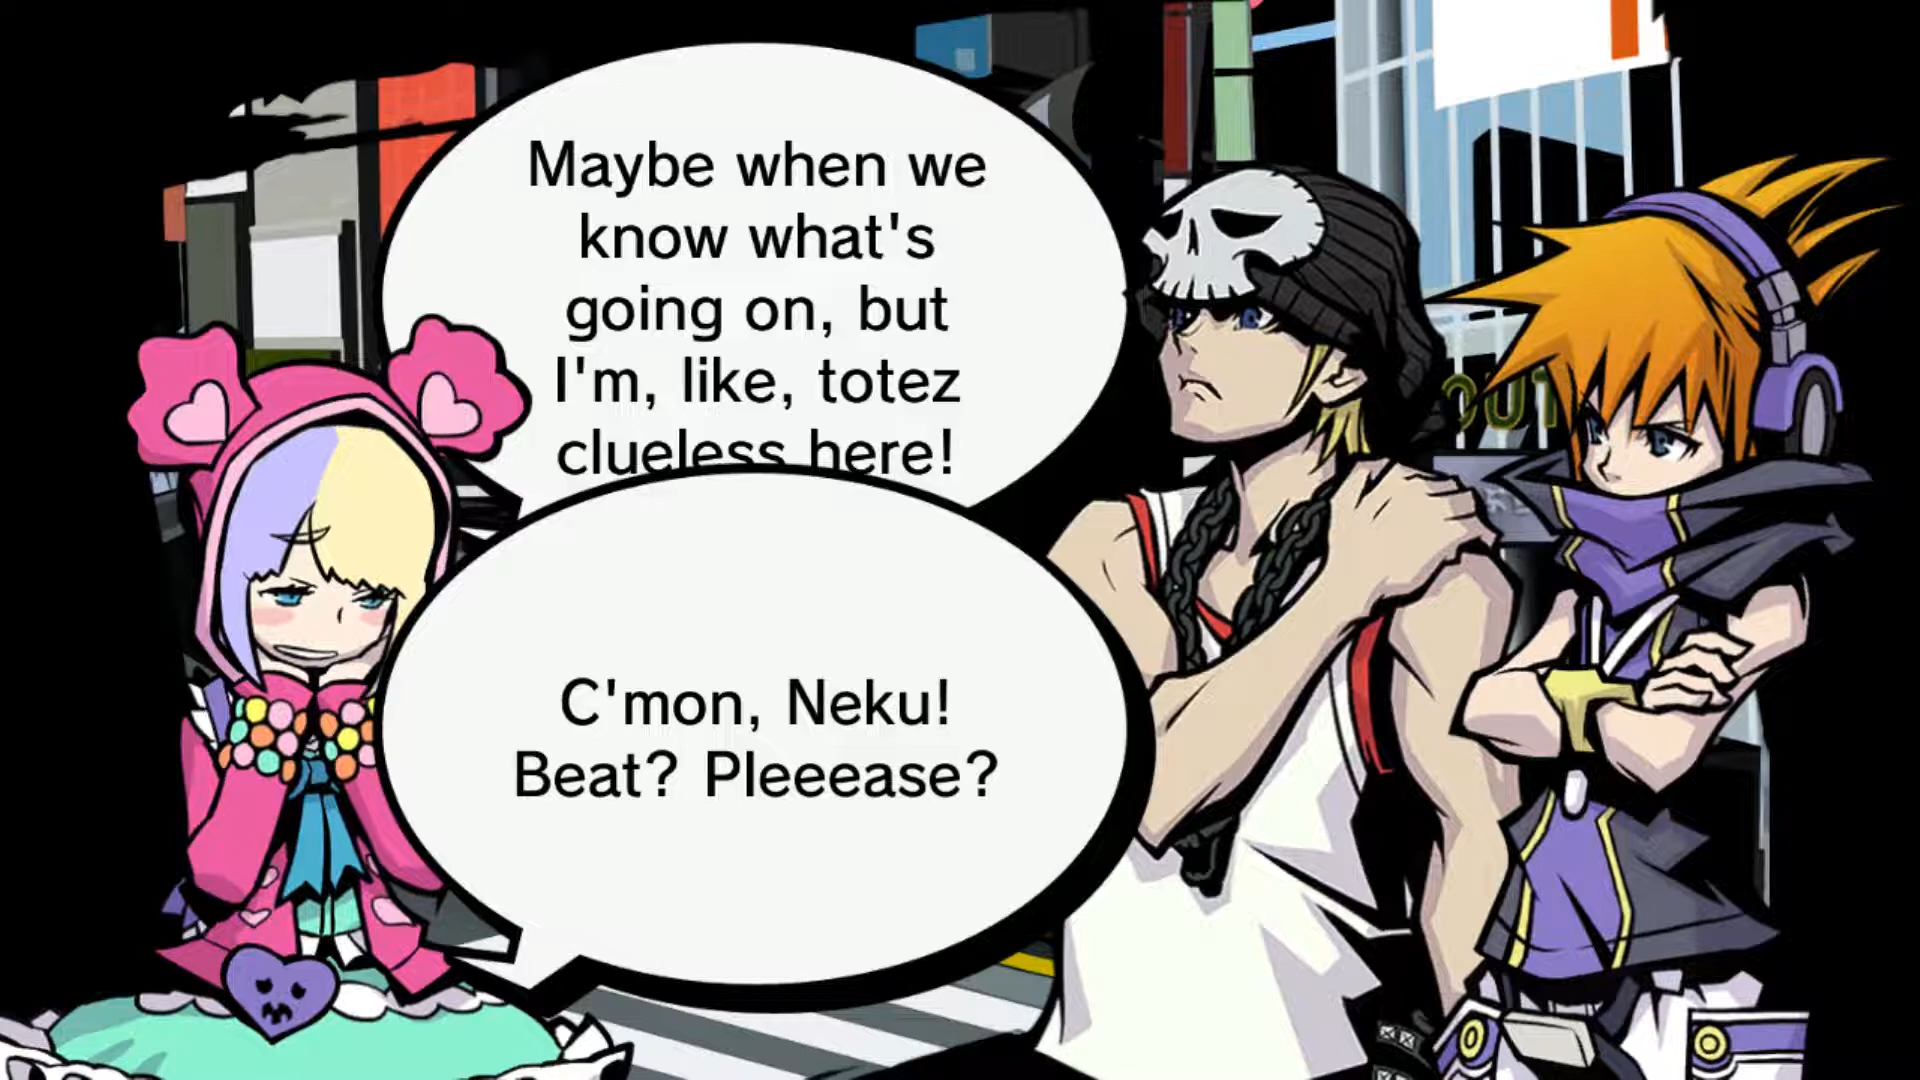 Maybe when we
know what's
going on, but
I'm, like, totez
clueless here!
C'mon, Neku!
Beat? Pleeease?